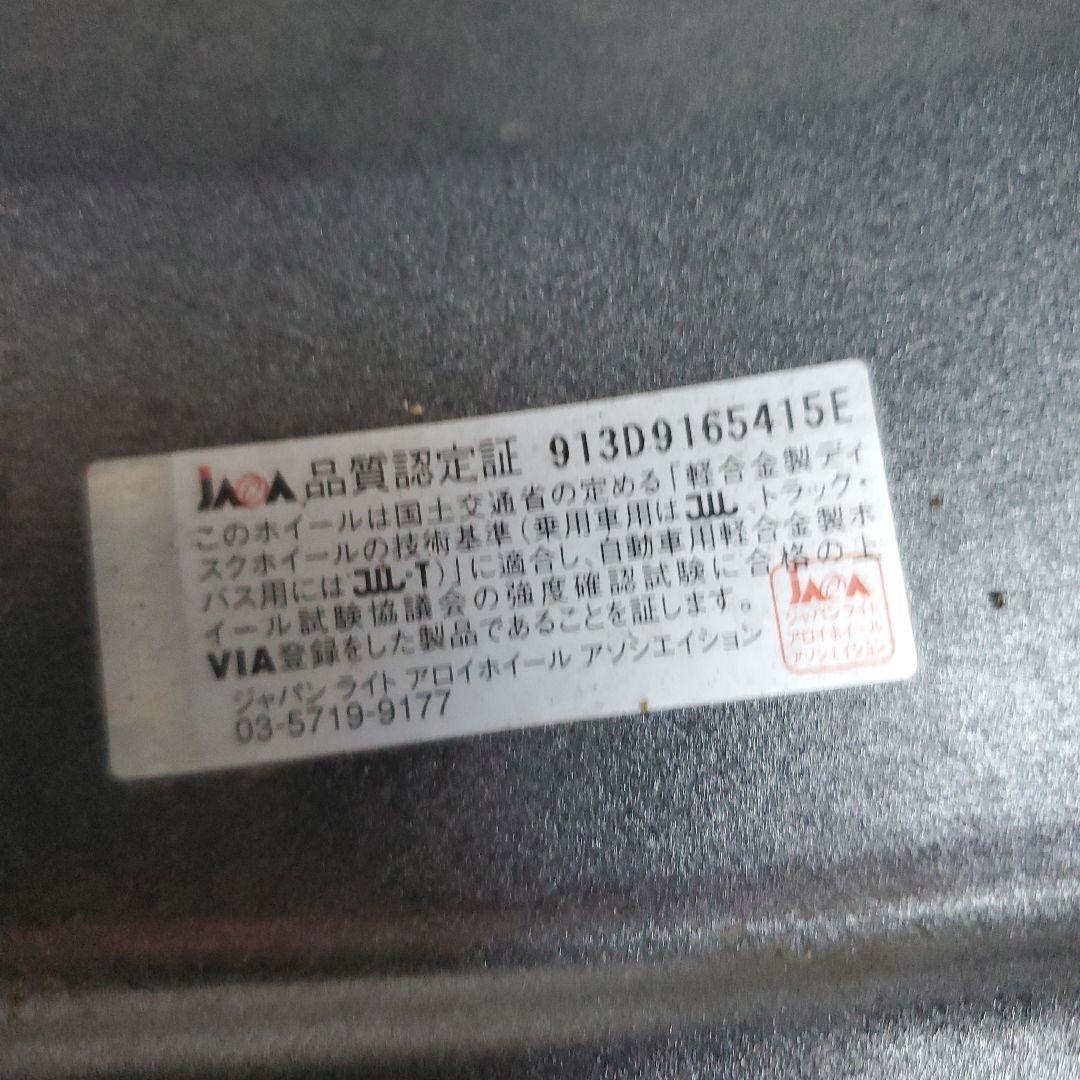 JAWA 品質認定証 913D9165415E
このホイールは国土交通省の定める「軽合金製ディ
スクホイールの技術基準(乗用車用はJWL、トラック・
バス用にはJWL-T)」に適合し、自動車用軽合金製ホ
イール試験協議会の強度確認試験に合格の上
VIA登録をした製品であることを証します。
ジャパン ライト アロイホイール アソシエイション
03-5719-9177
JAWA
ジャパン ライト
アロイホイール
アソシエイション